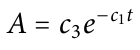 A = c₃e^{-c₁t}